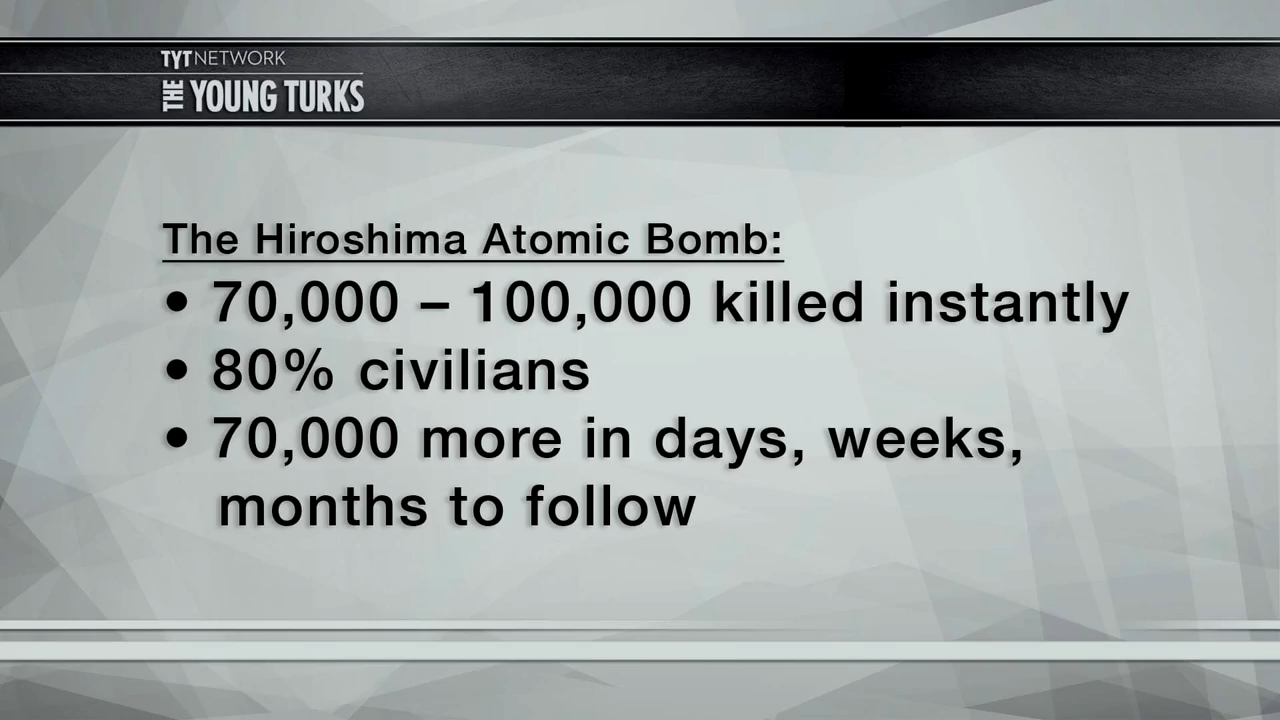 TYT NETWORK
THE YOUNG TURKS
The Hiroshima Atomic Bomb:
• 70,000 – 100,000 killed instantly
• 80% civilians
• 70,000 more in days, weeks,
months to follow